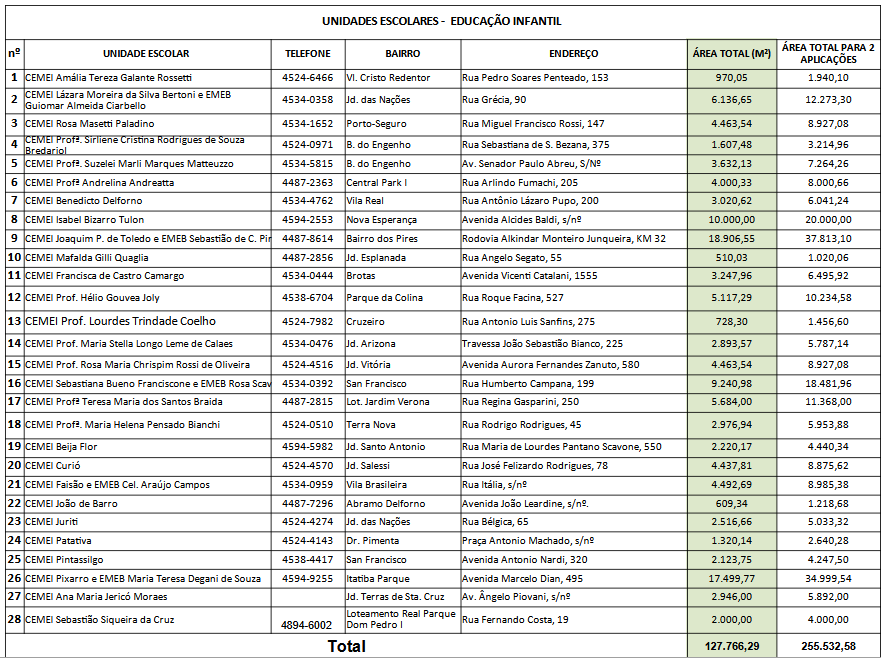 UNIDADES ESCOLARES - EDUCAÇÃO INFANTIL
nº UNIDADE ESCOLAR TELEFONE BAIRRO ENDEREÇO ÁREA TOTAL (M²) ÁREA TOTAL PARA 2 APLICAÇÕES
1 CEMEI Amália Tereza Galante Rossetti 4524-6466 Vl. Cristo Redentor Rua Pedro Soares Penteado, 153 970,05 1.940,10
2 CEMEI Lázara Moreira da Silva Bertoni e EMEB Guiomar Almeida Ciarbello 4534-0358 Jd. das Nações Rua Grécia, 90 6.136,65 12.273,30
3 CEMEI Rosa Masetti Paladino 4534-1652 Porto-Seguro Rua Miguel Francisco Rossi, 147 4.463,54 8.927,08
4 CEMEI Profª. Sirliene Cristina Rodrigues de Souza Bredariol 4524-0971 B. do Engenho Rua Sebastiana de S. Bezana, 375 1.607,48 3.214,96
5 CEMEI Profª. Suzelei Marli Marques Matteuzzo 4534-5815 B. do Engenho Av. Senador Paulo Abreu, S/Nº 3.632,13 7.264,26
6 CEMEI Profª Andrelina Andreatta 4487-2363 Central Park I Rua Arlindo Fumachi, 205 4.000,33 8.000,66
7 CEMEI Benedicto Delforno 4534-4762 Vila Real Rua Antônio Lázaro Pupo, 200 3.020,62 6.041,24
8 CEMEI Isabel Bizarro Tulon 4594-2553 Nova Esperança Avenida Alcides Baldi, s/nº 10.000,00 20.000,00
9 CEMEI Joaquim P. de Toledo e EMEB Sebastião de C. Pir 4487-8614 Bairro dos Pires Rodovia Alkindar Monteiro Junqueira, KM 32 18.906,55 37.813,10
10 CEMEI Mafalda Gilli Quaglia 4487-2856 Jd. Esplanada Rua Angelo Segato, 55 510,03 1.020,06
11 CEMEI Francisca de Castro Camargo 4534-0444 Brotas Avenida Vicenti Catalani, 1555 3.247,96 6.495,92
12 CEMEI Prof. Hélio Gouvea Joly 4538-6704 Parque da Colina Rua Roque Facina, 527 5.117,29 10.234,58
13 CEMEI Prof. Lourdes Trindade Coelho 4524-7982 Cruzeiro Rua Antonio Luis Sanfins, 275 728,30 1.456,60
14 CEMEI Prof. Maria Stella Longo Leme de Calaes 4534-0476 Jd. Arizona Travessa João Sebastião Bianco, 225 2.893,57 5.787,14
15 CEMEI Prof. Rosa Maria Chrispim Rossi de Oliveira 4524-4516 Jd. Vitória Avenida Aurora Fernandes Zanuto, 580 4.463,54 8.927,08
16 CEMEI Sebastiana Bueno Franciscone e EMEB Rosa Scav 4534-0392 San Francisco Rua Humberto Campana, 199 9.240,98 18.481,96
17 CEMEI Profª Teresa Maria dos Santos Braida 4487-2815 Lot. Jardim Verona Rua Regina Gasparini, 250 5.684,00 11.368,00
18 CEMEI Profª. Maria Helena Pensado Bianchi 4524-0510 Terra Nova Rua Rodrigo Rodrigues, 45 2.976,94 5.953,88
19 CEMEI Beija Flor 4594-5982 Jd. Santo Antonio Rua Maria de Lourdes Pantano Scavone, 550 2.220,17 4.440,34
20 CEMEI Curió 4524-4570 Jd. Salessi Rua José Felizardo Rodrigues, 78 4.437,81 8.875,62
21 CEMEI Faisão e EMEB Cel. Araújo Campos 4534-0959 Vila Brasileira Rua Itália, s/nº 4.492,69 8.985,38
22 CEMEI João de Barro 4487-7296 Abramo Delforno Avenida João Leardine, s/nº. 609,34 1.218,68
23 CEMEI Juriti 4524-4274 Jd. das Nações Rua Bélgica, 65 2.516,66 5.033,32
24 CEMEI Patativa 4524-4143 Dr. Pimenta Praça Antonio Machado, s/nº 1.320,14 2.640,28
25 CEMEI Pintassilgo 4538-4417 San Francisco Avenida Antonio Nardi, 320 2.123,75 4.247,50
26 CEMEI Pixarro e EMEB Maria Teresa Degani de Souza 4594-9255 Itatiba Parque Avenida Marcelo Dian, 495 17.499,77 34.999,54
27 CEMEI Ana Maria Jericó Moraes Jd. Terras de Sta. Cruz Av. Ângelo Piovani, s/nº 2.946,00 5.892,00
28 CEMEI Sebastião Siqueira da Cruz 4894-6002 Loteamento Real Parque Dom Pedro I Rua Fernando Costa, 19 2.000,00 4.000,00
Total 127.766,29 255.532,58